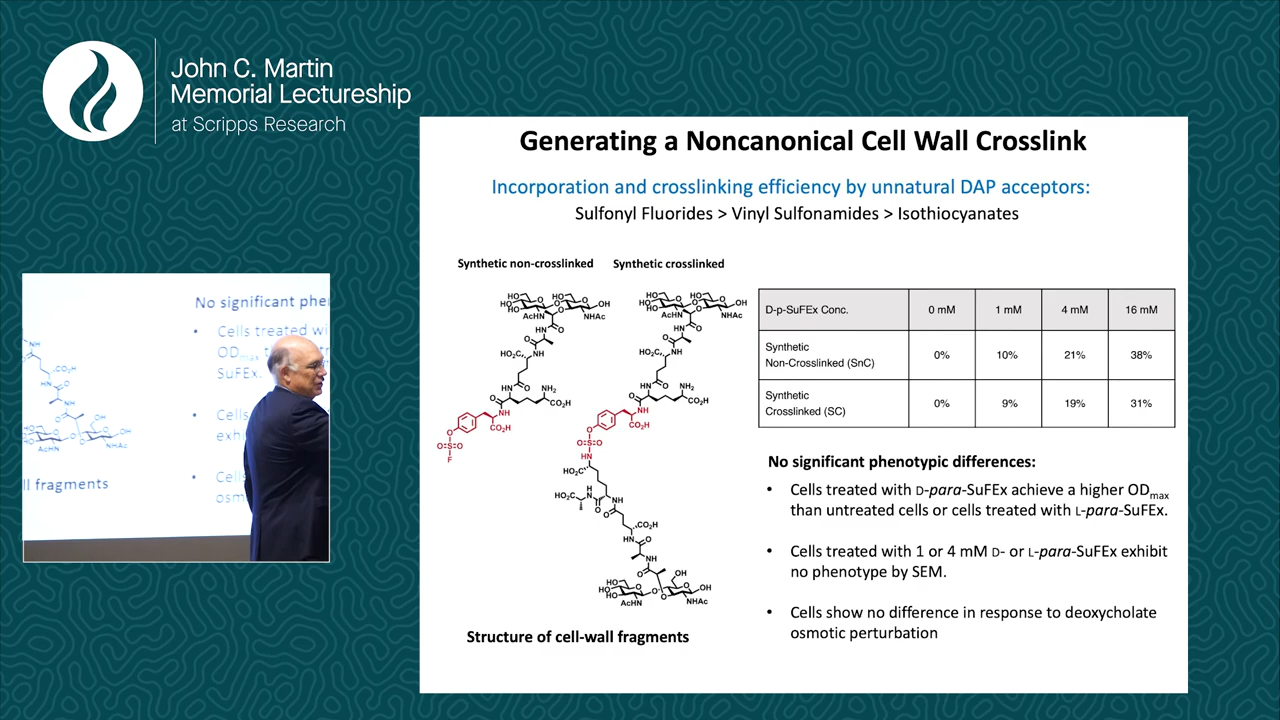 John C. Martin
Memorial Lectureship
at Scripps Research
Generating a Noncanonical Cell Wall Crosslink
Incorporation and crosslinking efficiency by unnatural DAP acceptors:
Sulfonyl Fluorides > Vinyl Sulfonamides > Isothiocyanates
Synthetic non-crosslinked
Synthetic crosslinked
D-p-SuFEx Conc. 0 mM 1 mM 4 mM 16 mM
Synthetic
Non-Crosslinked (SnC) 0% 10% 21% 38%
Synthetic
Crosslinked (SC) 0% 9% 19% 31%
No significant phenotypic differences:
• Cells treated with D-para-SuFEx achieve a higher ODmax
than untreated cells or cells treated with L-para-SuFEx.
• Cells treated with 1 or 4 mM D- or L-para-SuFEx exhibit
no phenotype by SEM.
• Cells show no difference in response to deoxycholate
osmotic perturbation
Structure of cell-wall fragments
No significant phe
• Cells treated wi
ODmax
SuFEx.
• Cells
exh
• Cel
osm
ll fragments